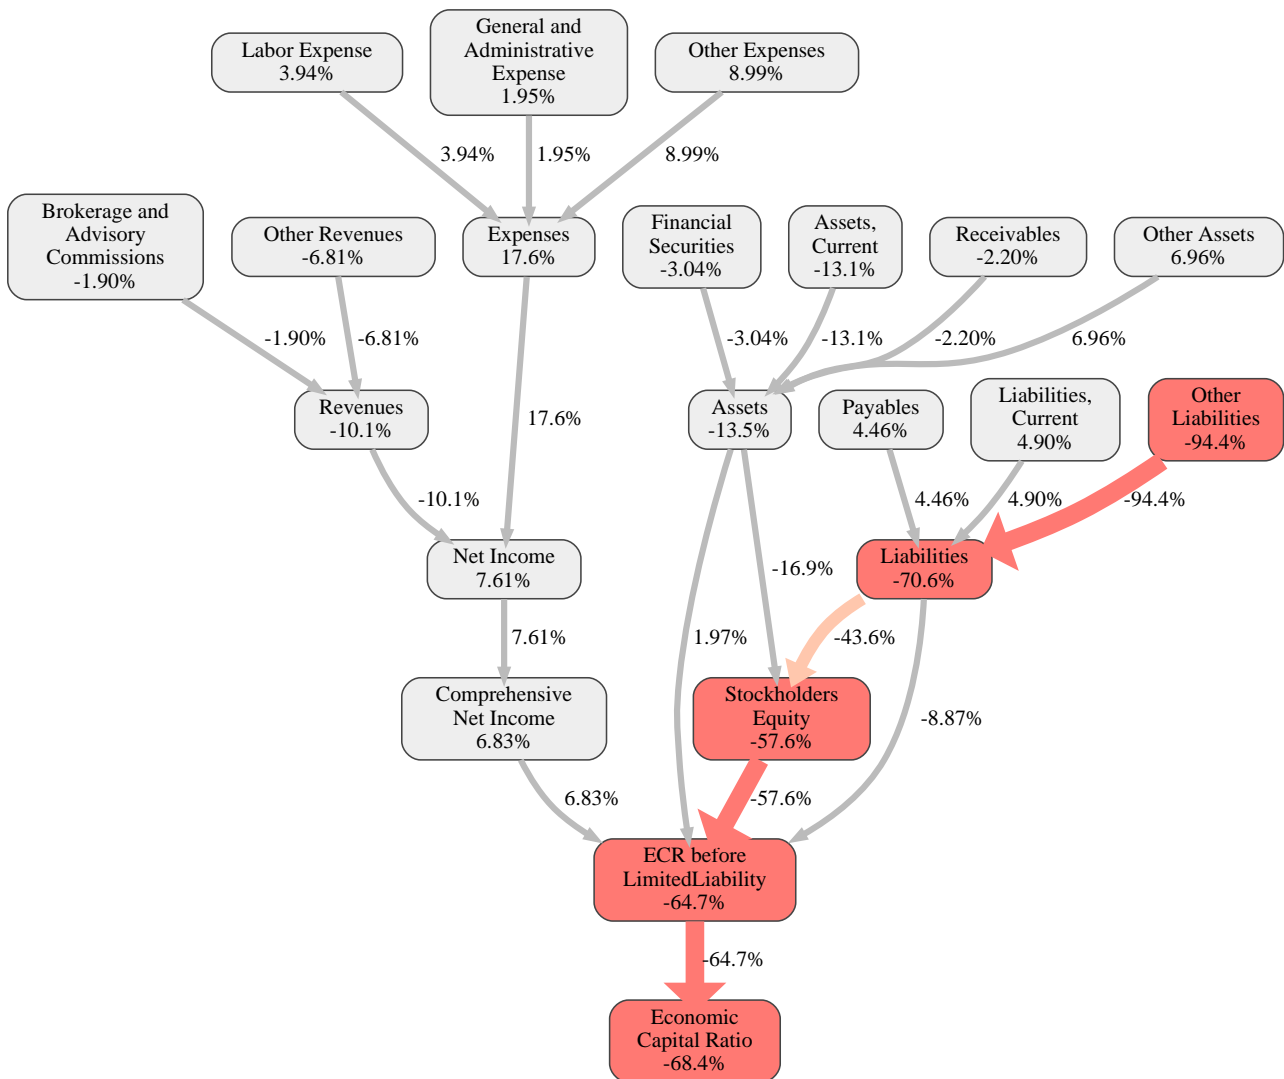 Labor Expense
3.94%
General and
Administrative
Expense
1.95%
Other Expenses
8.99%
3.94%
1.95%
8.99%
Brokerage and
Advisory
Commissions
-1.90%
Other Revenues
-6.81%
Expenses
17.6%
Financial
Securities
-3.04%
Assets,
Current
-13.1%
Receivables
-2.20%
Other Assets
6.96%
-1.90%
-6.81%
-3.04%
-13.1%
-2.20%
6.96%
Revenues
-10.1%
17.6%
Assets
-13.5%
Payables
4.46%
Liabilities,
Current
4.90%
Other
Liabilities
-94.4%
-10.1%
4.46%
4.90%
-94.4%
Net Income
7.61%
-16.9%
Liabilities
-70.6%
7.61%
1.97%
-43.6%
Comprehensive
Net Income
6.83%
Stockholders
Equity
-57.6%
-8.87%
6.83%
-57.6%
ECR before
LimitedLiability
-64.7%
-64.7%
Economic
Capital Ratio
-68.4%